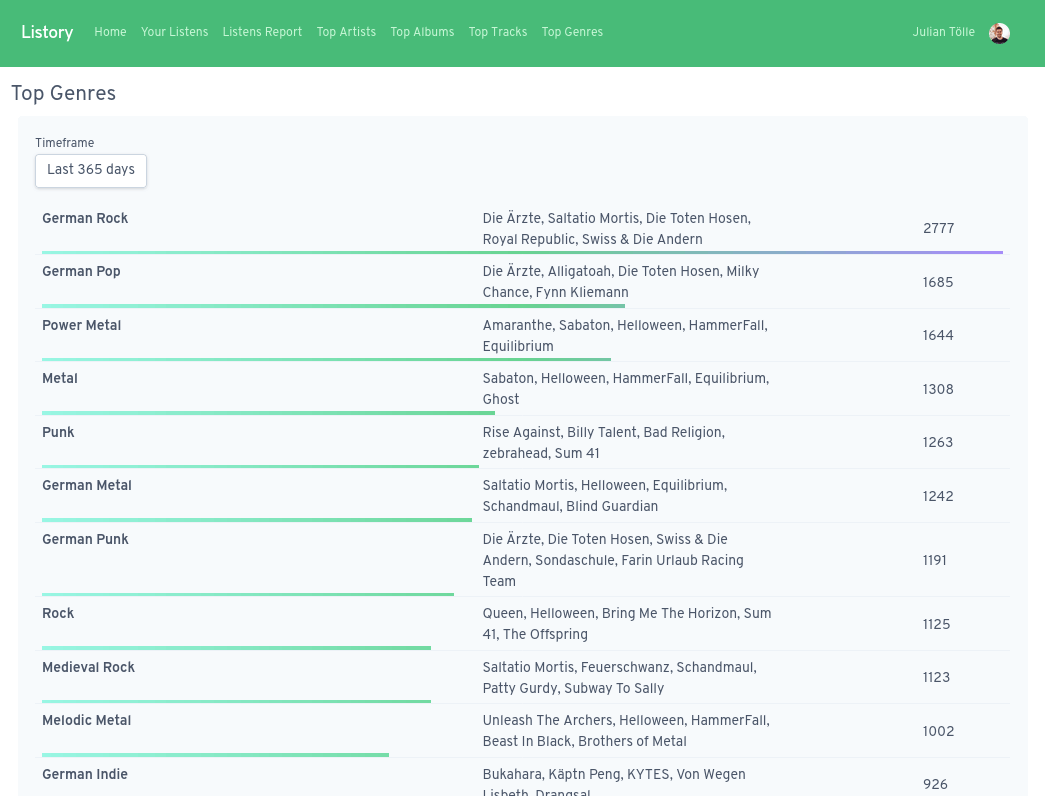 Listory Home Your Listens Listens Report Top Artists Top Albums Top Tracks Top Genres Julian Tölle
Top Genres
Timeframe
Last 365 days
German Rock Die Ärzte, Saltatio Mortis, Die Toten Hosen, 2777
Royal Republic, Swiss & Die Andern
German Pop Die Ärzte, Alligatoah, Die Toten Hosen, Milky 1685
Chance, Fynn Kliemann
Power Metal Amaranthe, Sabaton, Helloween, HammerFall, 1644
Equilibrium
Metal Sabaton, Helloween, HammerFall, Equilibrium, 1308
Ghost
Punk Rise Against, Billy Talent, Bad Religion, 1263
zebrahead, Sum 41
German Metal Saltatio Mortis, Helloween, Equilibrium, 1242
Schandmaul, Blind Guardian
German Punk Die Ärzte, Die Toten Hosen, Swiss & Die
Andern, Sondaschule, Farin Urlaub Racing 1191
Team
Rock Queen, Helloween, Bring Me The Horizon, Sum 1125
41, The Offspring
Medieval Rock Saltatio Mortis, Feuerschwanz, Schandmaul, 1123
Patty Gurdy, Subway To Sally
Melodic Metal Unleash The Archers, Helloween, HammerFall, 1002
Beast In Black, Brothers of Metal
German Indie Bukahara, Käptn Peng, KYTES, Von Wegen 926
Lisbeth, Drangsal